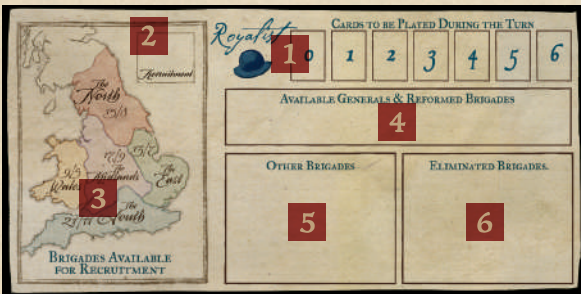 Royalist
CARDS TO BE PLAYED DURING THE TURN
1
0 1 2 3 4 5 6
2
Recruitment
The
North
AVAILABLE GENERALS & REFORMED BRIGADES
4
The
East
Wales
Midlands
3
The
OTHER BRIGADES
5
ELIMINATED BRIGADES.
6
BRIGADES AVAILABLE
FOR RECRUITMENT